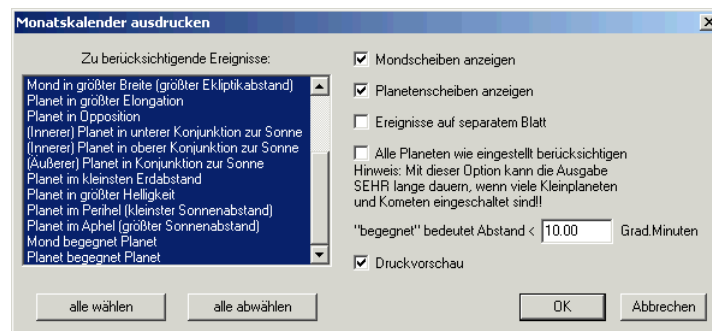 Monatskalender ausdrucken
Zu berücksichtigende Ereignisse:
Mond in größter Breite (größter Ekliptikabstand)
Planet in größter Elongation
Planet in Opposition
(Innerer) Planet in unterer Konjunktion zur Sonne
(Innerer) Planet in oberer Konjunktion zur Sonne
(Äußerer) Planet in Konjunktion zur Sonne
Planet im kleinsten Erdabstand
Planet in größter Helligkeit
Planet im Perihel (kleinster Sonnenabstand)
Planet im Aphel (größter Sonnenabstand)
Mond begegnet Planet
Planet begegnet Planet
alle wählen
alle abwählen
Mondscheiben anzeigen
Planetenscheiben anzeigen
Ereignisse auf separatem Blatt
Alle Planeten wie eingestellt berücksichtigen
Hinweis: Mit dieser Option kann die Ausgabe
SEHR lange dauern, wenn viele Kleinplaneten
und Kometen eingeschaltet sind!!
"begegnet" bedeutet Abstand < 10.00 Grad.Minuten
Druckvorschau
OK
Abbrechen